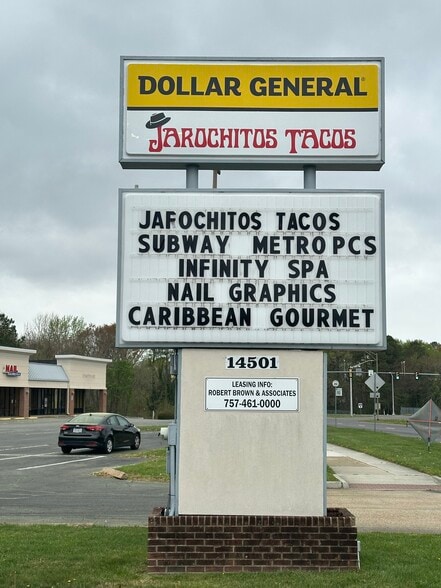 DOLLAR GENERAL
JAROCHITOS TACOS
JAFOCHITOS TACOS
SUBWAY METRO PCS
INFINITY SPA
NAIL GRAPHICS
CARIBBEAN GOURMET
14501
LEASING INFO:
ROBERT BROWN & ASSOCIATES
757-461-0000
NAIL